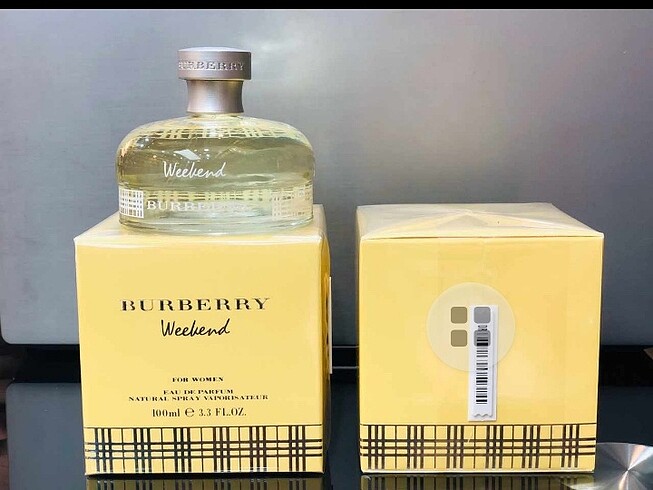 BURBERRY
Weekend
BURBERRY
BURBERRY
Weekend
FOR WOMEN
EAU DE PARFUM
NATURAL SPRAY VAPORISATEUR
100ml ℮ 3.3 FL.OZ.